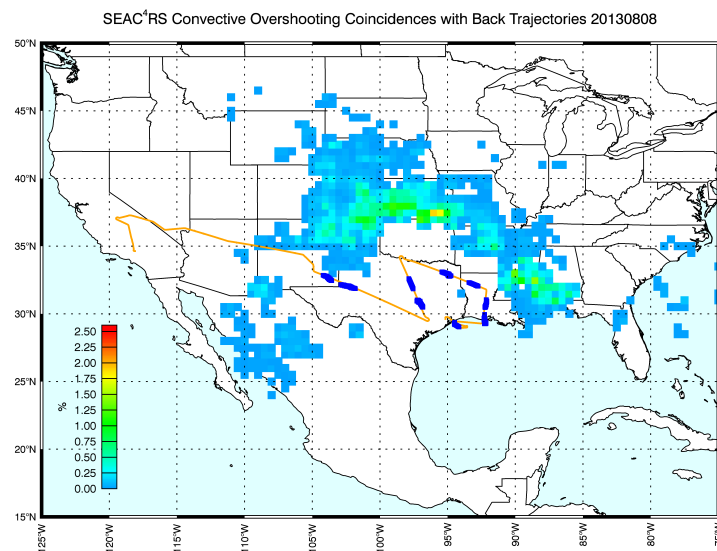 SEAC⁴RS Convective Overshooting Coincidences with Back Trajectories 20130808
50°N
45°N
40°N
35°N
30°N
25°N
20°N
15°N
%
2.50
2.25
2.00
1.75
1.50
1.25
1.00
0.75
0.50
0.25
0.00
125°W
120°W
115°W
110°W
105°W
100°W
95°W
90°W
85°W
80°W